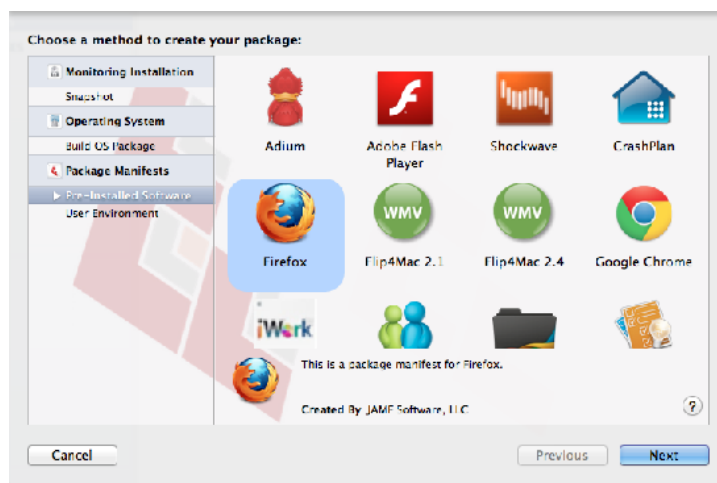 Choose a method to create your package:
Monitoring Installation
Snapshot
Operating System
Build OS Package
Package Manifests
Pre-Installed Software
User Environment
Adium
Adobe Flash
Player
Shockwave
CrashPlan
WMV
WMV
Firefox
Flip4Mac 2.1
Flip4Mac 2.4
Google Chrome
iWork
This is a package manifest for Firefox.
Created By JAMF Software, LLC
?
Cancel
Previous
Next